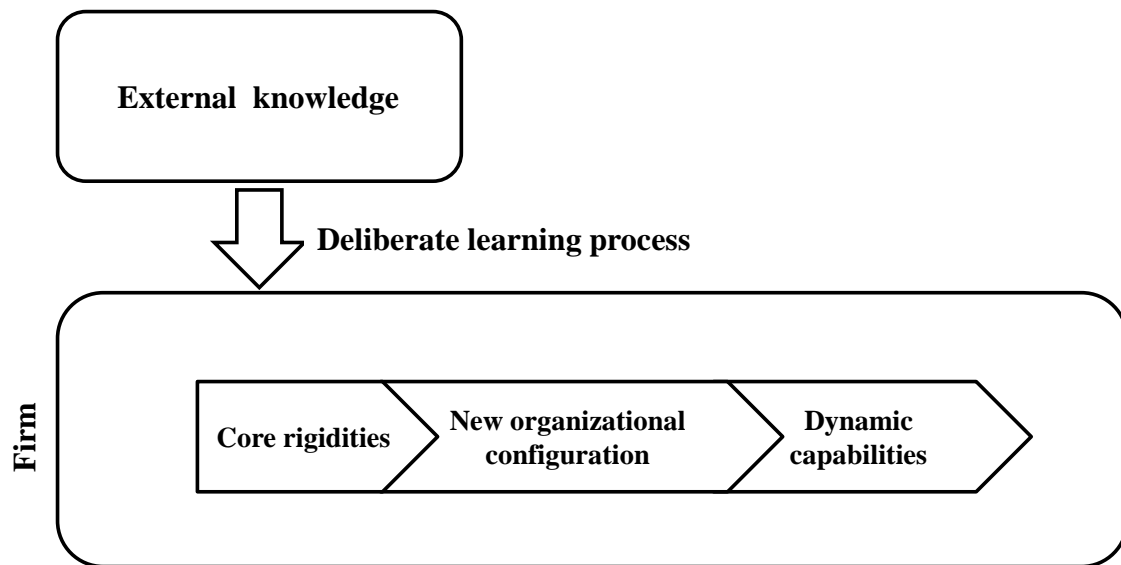 External knowledge
Deliberate learning process
Firm
Core rigidities
New organizational
configuration
Dynamic
capabilities